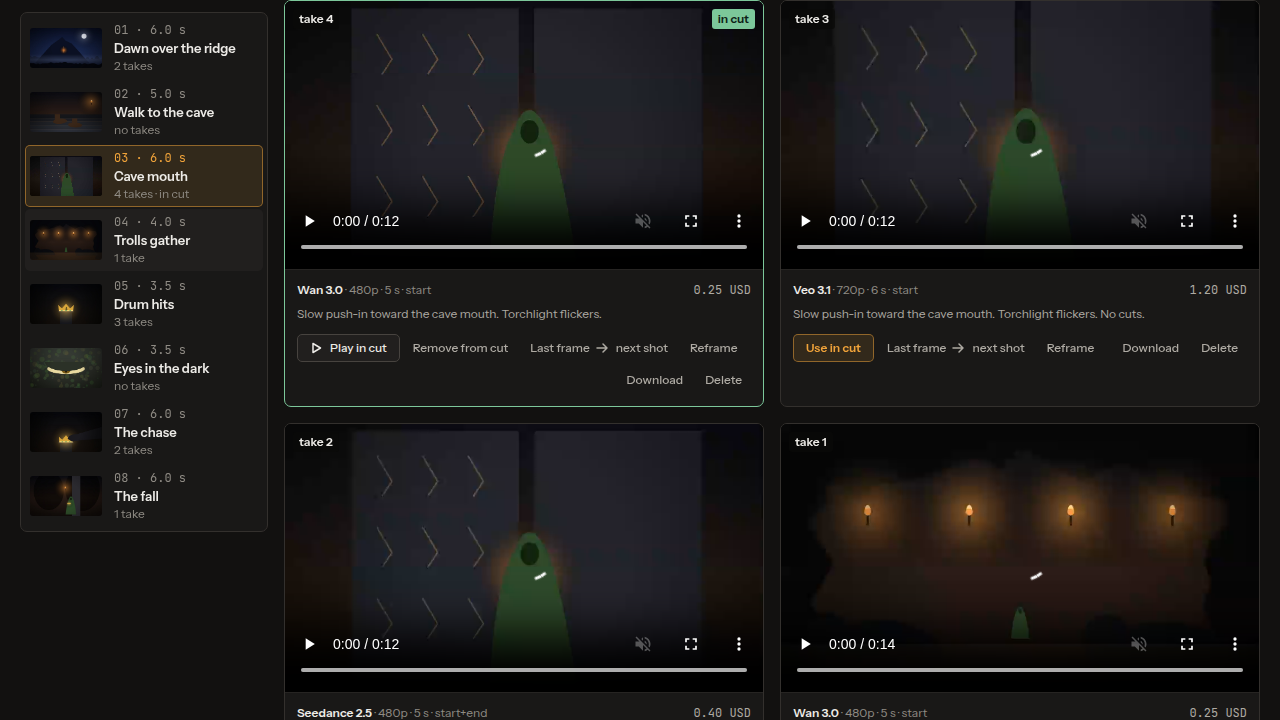 01 · 6.0 s
Dawn over the ridge
2 takes
02 · 5.0 s
Walk to the cave
no takes
03 · 6.0 s
Cave mouth
4 takes · in cut
04 · 4.0 s
Trolls gather
1 take
05 · 3.5 s
Drum hits
3 takes
06 · 3.5 s
Eyes in the dark
no takes
07 · 6.0 s
The chase
2 takes
08 · 6.0 s
The fall
1 take
take 4
in cut
0:00 / 0:12
Wan 3.0 · 480p · 5 s · start
0.25 USD
Slow push-in toward the cave mouth. Torchlight flickers.
Play in cut
Remove from cut
Last frame → next shot
Reframe
Download
Delete
take 3
0:00 / 0:12
Veo 3.1 · 720p · 6 s · start
1.20 USD
Slow push-in toward the cave mouth. Torchlight flickers. No cuts.
Use in cut
Last frame → next shot
Reframe
Download
Delete
take 2
0:00 / 0:12
Seedance 2.5 · 480p · 5 s · start+end
0.40 USD
take 1
0:00 / 0:14
Wan 3.0 · 480p · 5 s · start
0.25 USD